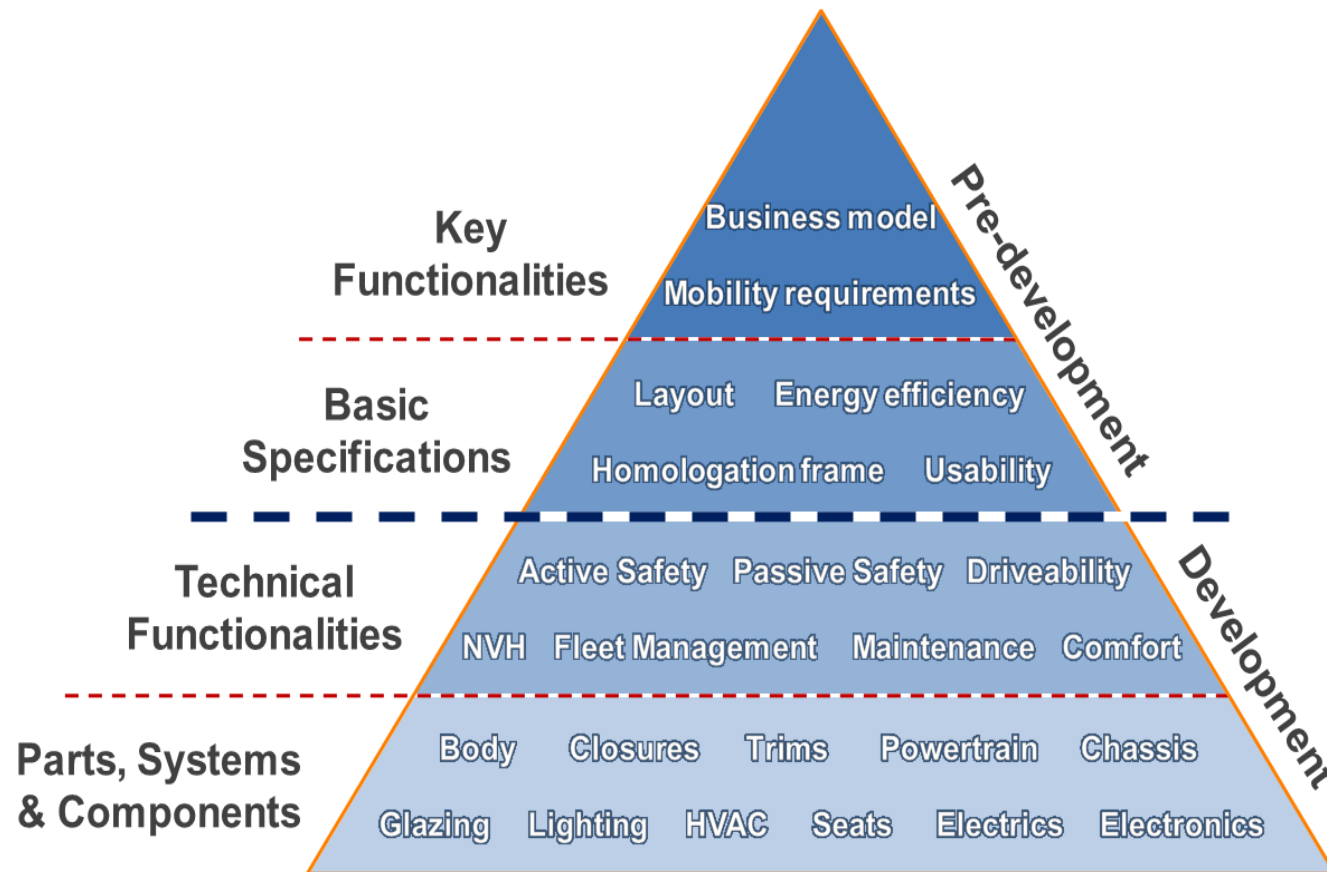 Key
Functionalities
Business model
Mobility requirements
Pre-development
Basic
Specifications
Layout Energy efficiency
Homologation frame Usability
Technical
Functionalities
Active Safety Passive Safety Driveability
NVH Fleet Management Maintenance Comfort
Development
Parts, Systems
& Components
Body Closures Trims Powertrain Chassis
Glazing Lighting HVAC Seats Electrics Electronics